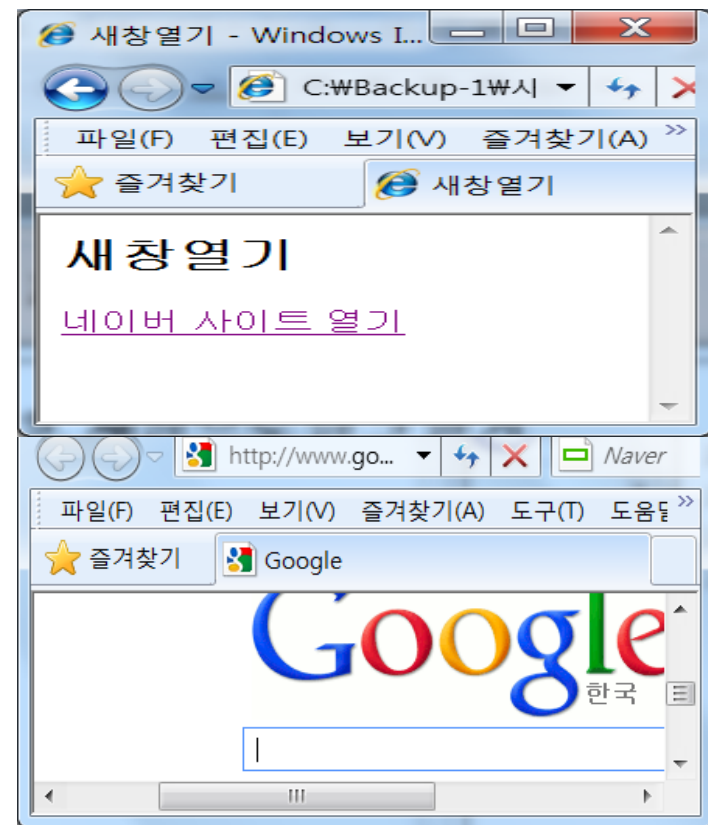 새창열기 - Windows I...
C:₩Backup-1₩시
파일(F) 편집(E) 보기(V) 즐겨찾기(A) »
즐겨찾기 새창열기
새창열기
네이버 사이트 열기
http://www.go... Naver
파일(F) 편집(E) 보기(V) 즐겨찾기(A) 도구(T) »
즐겨찾기 Google
Google
한국